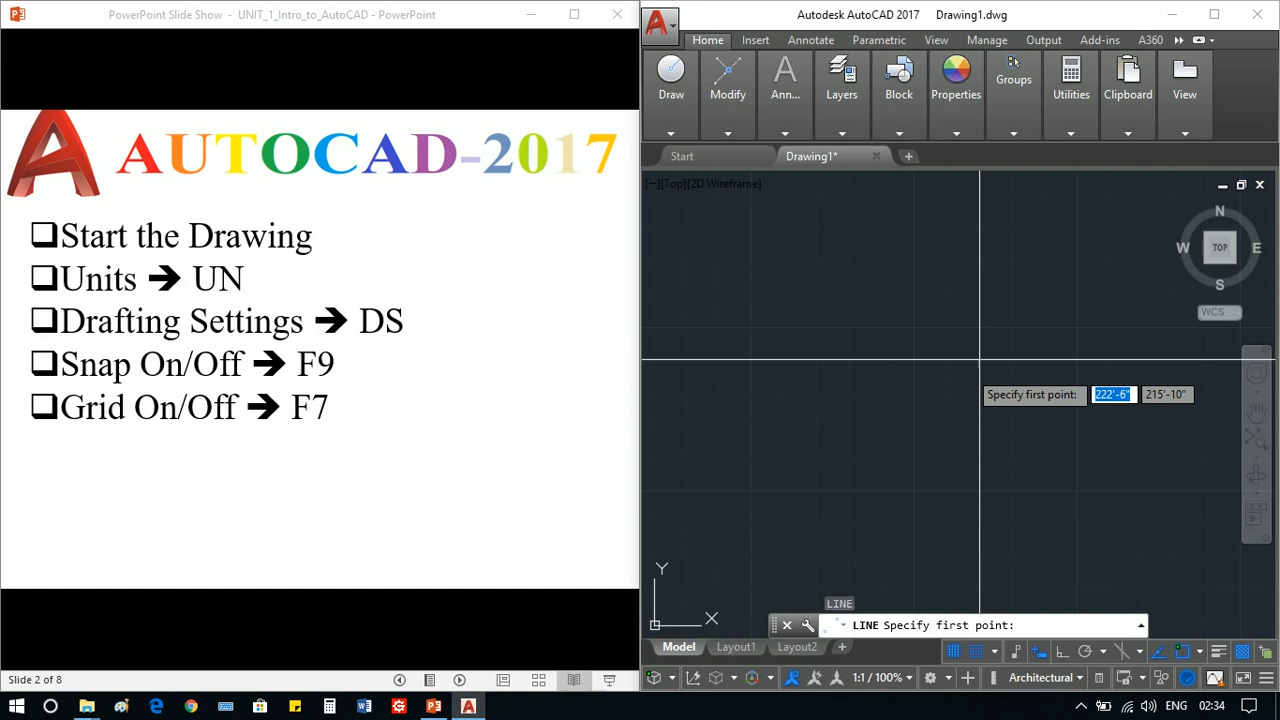 PowerPoint Slide Show - UNIT_1_Intro_to_AutoCAD - PowerPoint
AUTOCAD-2017
Start the Drawing
Units ➔ UN
Drafting Settings ➔ DS
Snap On/Off ➔ F9
Grid On/Off ➔ F7
Slide 2 of 8
Autodesk AutoCAD 2017 Drawing1.dwg
Home Insert Annotate Parametric View Manage Output Add-ins A360
Draw Modify Ann... Layers Block Properties Groups Utilities Clipboard View
Start Drawing1*
[−][Top][2D Wireframe]
N
W TOP E
S
WCS
Specify first point: 222'-6" 215'-10"
Y
X
LINE
LINE Specify first point:
Model Layout1 Layout2
1:1 / 100% Architectural
ENG 02:34